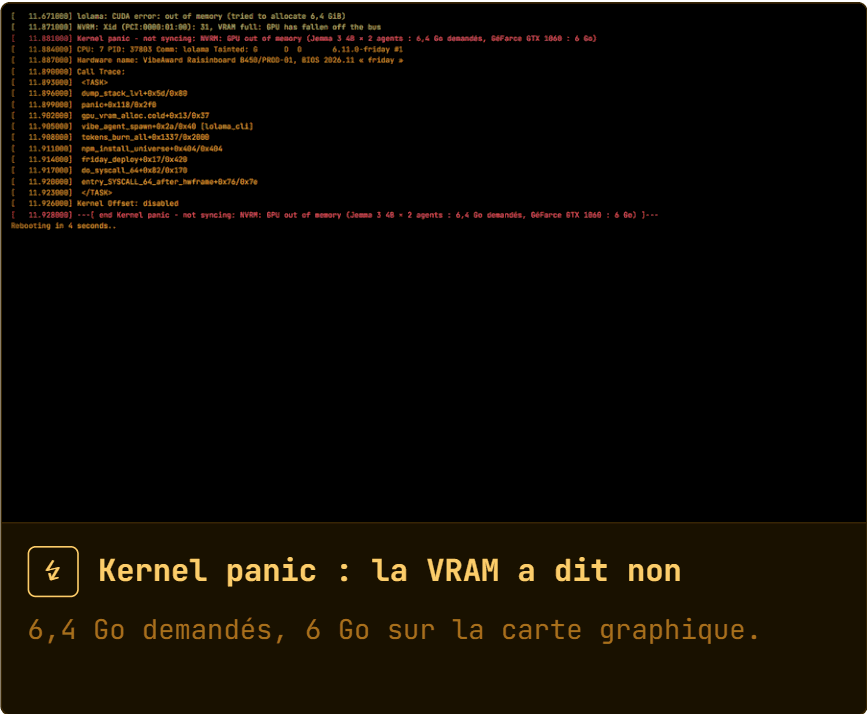 [   11.671000] lolama: CUDA error: out of memory (tried to allocate 6,4 GiB)
[   11.871000] NVRM: Xid (PCI:0000:01:00): 31, VRAM full: GPU has fallen off the bus
[   11.881000] Kernel panic - not syncing: NVRM: GPU out of memory (Jemma 3 4B × 2 agents : 6,4 Go demandés, GéFarce GTX 1060 : 6 Go)
[   11.884000] CPU: 7 PID: 37803 Comm: lolama Tainted: G      D  O       6.11.0-friday #1
[   11.887000] Hardware name: VibeAward Raisinboard B450/PROD-01, BIOS 2026.11 « friday »
[   11.890000] Call Trace:
[   11.893000]  <TASK>
[   11.896000]  dump_stack_lvl+0x5d/0x80
[   11.899000]  panic+0x118/0x2f0
[   11.902000]  gpu_vram_alloc.cold+0x13/0x37
[   11.905000]  vibe_agent_spawn+0x2a/0x40 [lolama_cli]
[   11.908000]  tokens_burn_all+0x1337/0x2000
[   11.911000]  npm_install_universe+0x404/0x404
[   11.914000]  friday_deploy+0x17/0x420
[   11.917000]  do_syscall_64+0x82/0x170
[   11.920000]  entry_SYSCALL_64_after_hwframe+0x76/0x7e
[   11.923000]  </TASK>
[   11.926000] Kernel Offset: disabled
[   11.928000] ---[ end Kernel panic - not syncing: NVRM: GPU out of memory (Jemma 3 4B × 2 agents : 6,4 Go demandés, GéFarce GTX 1060 : 6 Go) ]---
Rebooting in 4 seconds..
Kernel panic : la VRAM a dit non
6,4 Go demandés, 6 Go sur la carte graphique.